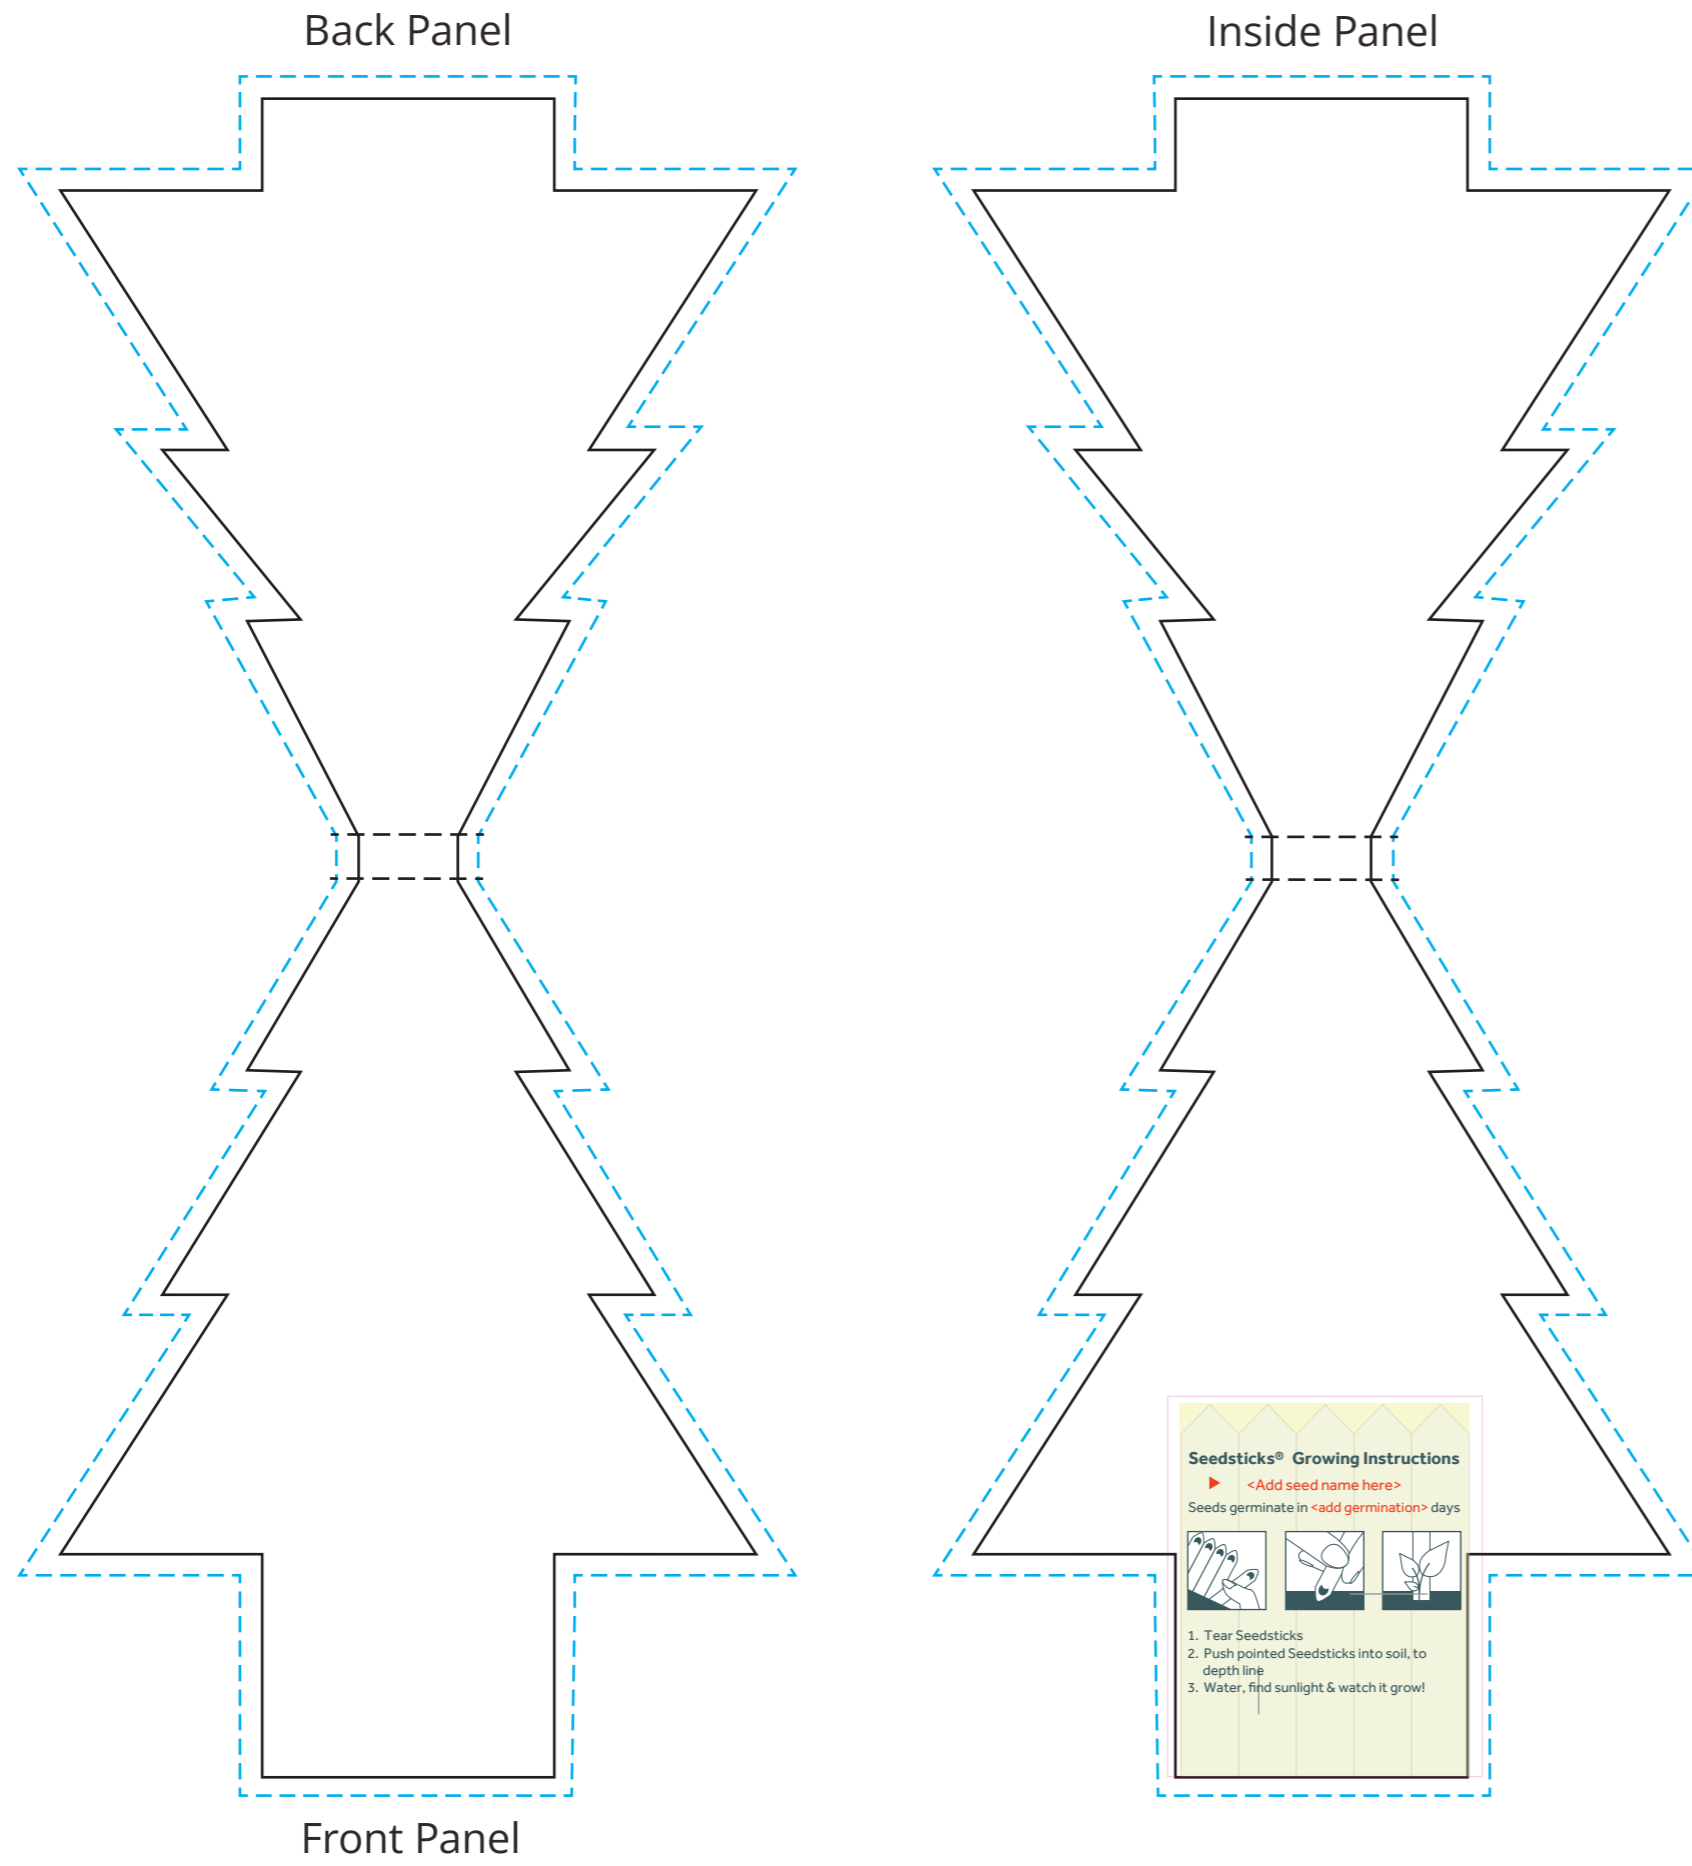 Back Panel
Inside Panel
Seedsticks® Growing Instructions
<Add seed name here>
Seeds germinate in <add germination> days
1. Tear Seedsticks
2. Push pointed Seedsticks into soil, to
depth line
3. Water, find sunlight & watch it grow!
Front Panel